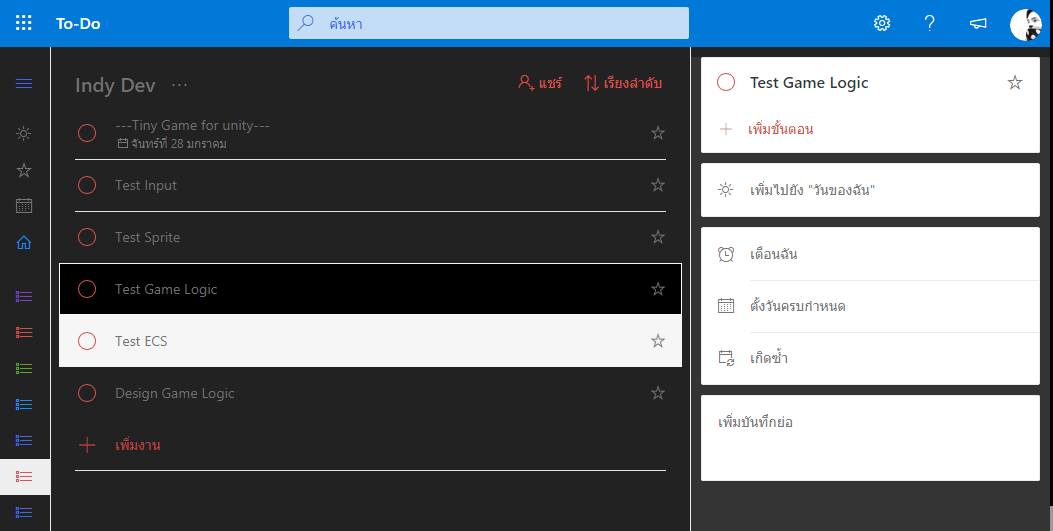 To-Do
ค้นหา
Indy Dev
แชร์
เรียงลำดับ
---Tiny Game for unity---
จันทร์ที่ 28 มกราคม
Test Input
Test Sprite
Test Game Logic
Test ECS
Design Game Logic
เพิ่มงาน
Test Game Logic
เพิ่มขั้นตอน
เพิ่มไปยัง "วันของฉัน"
เตือนฉัน
ตั้งวันครบกำหนด
เกิดซ้ำ
เพิ่มบันทึกย่อ